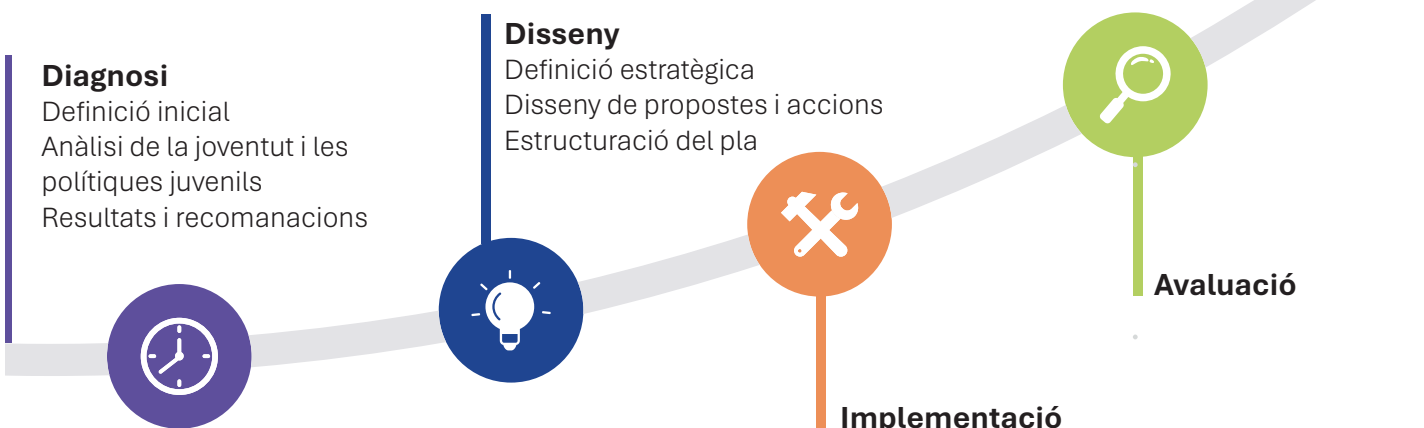 Diagnosi
Definició inicial
Anàlisi de la joventut i les
polítiques juvenils
Resultats i recomanacions
Disseny
Definició estratègica
Disseny de propostes i accions
Estructuració del pla
Implementació
Avaluació